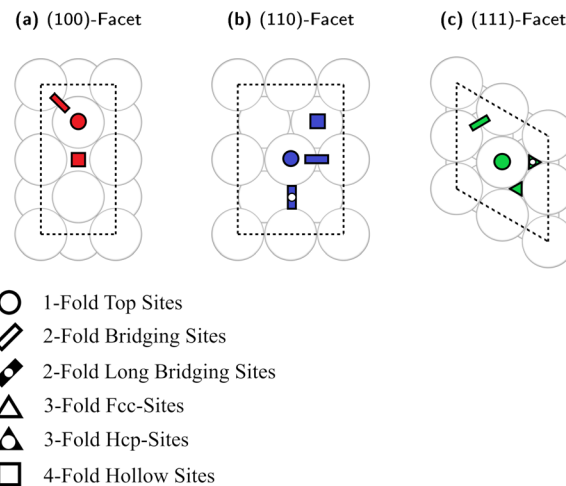 (a) (100)-Facet
(b) (110)-Facet
(c) (111)-Facet
1-Fold Top Sites
2-Fold Bridging Sites
2-Fold Long Bridging Sites
3-Fold Fcc-Sites
3-Fold Hcp-Sites
4-Fold Hollow Sites